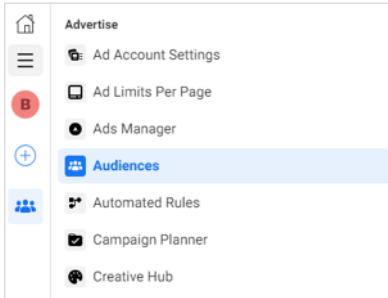 Advertise
Ad Account Settings
Ad Limits Per Page
B
Ads Manager
Audiences
Automated Rules
Campaign Planner
Creative Hub